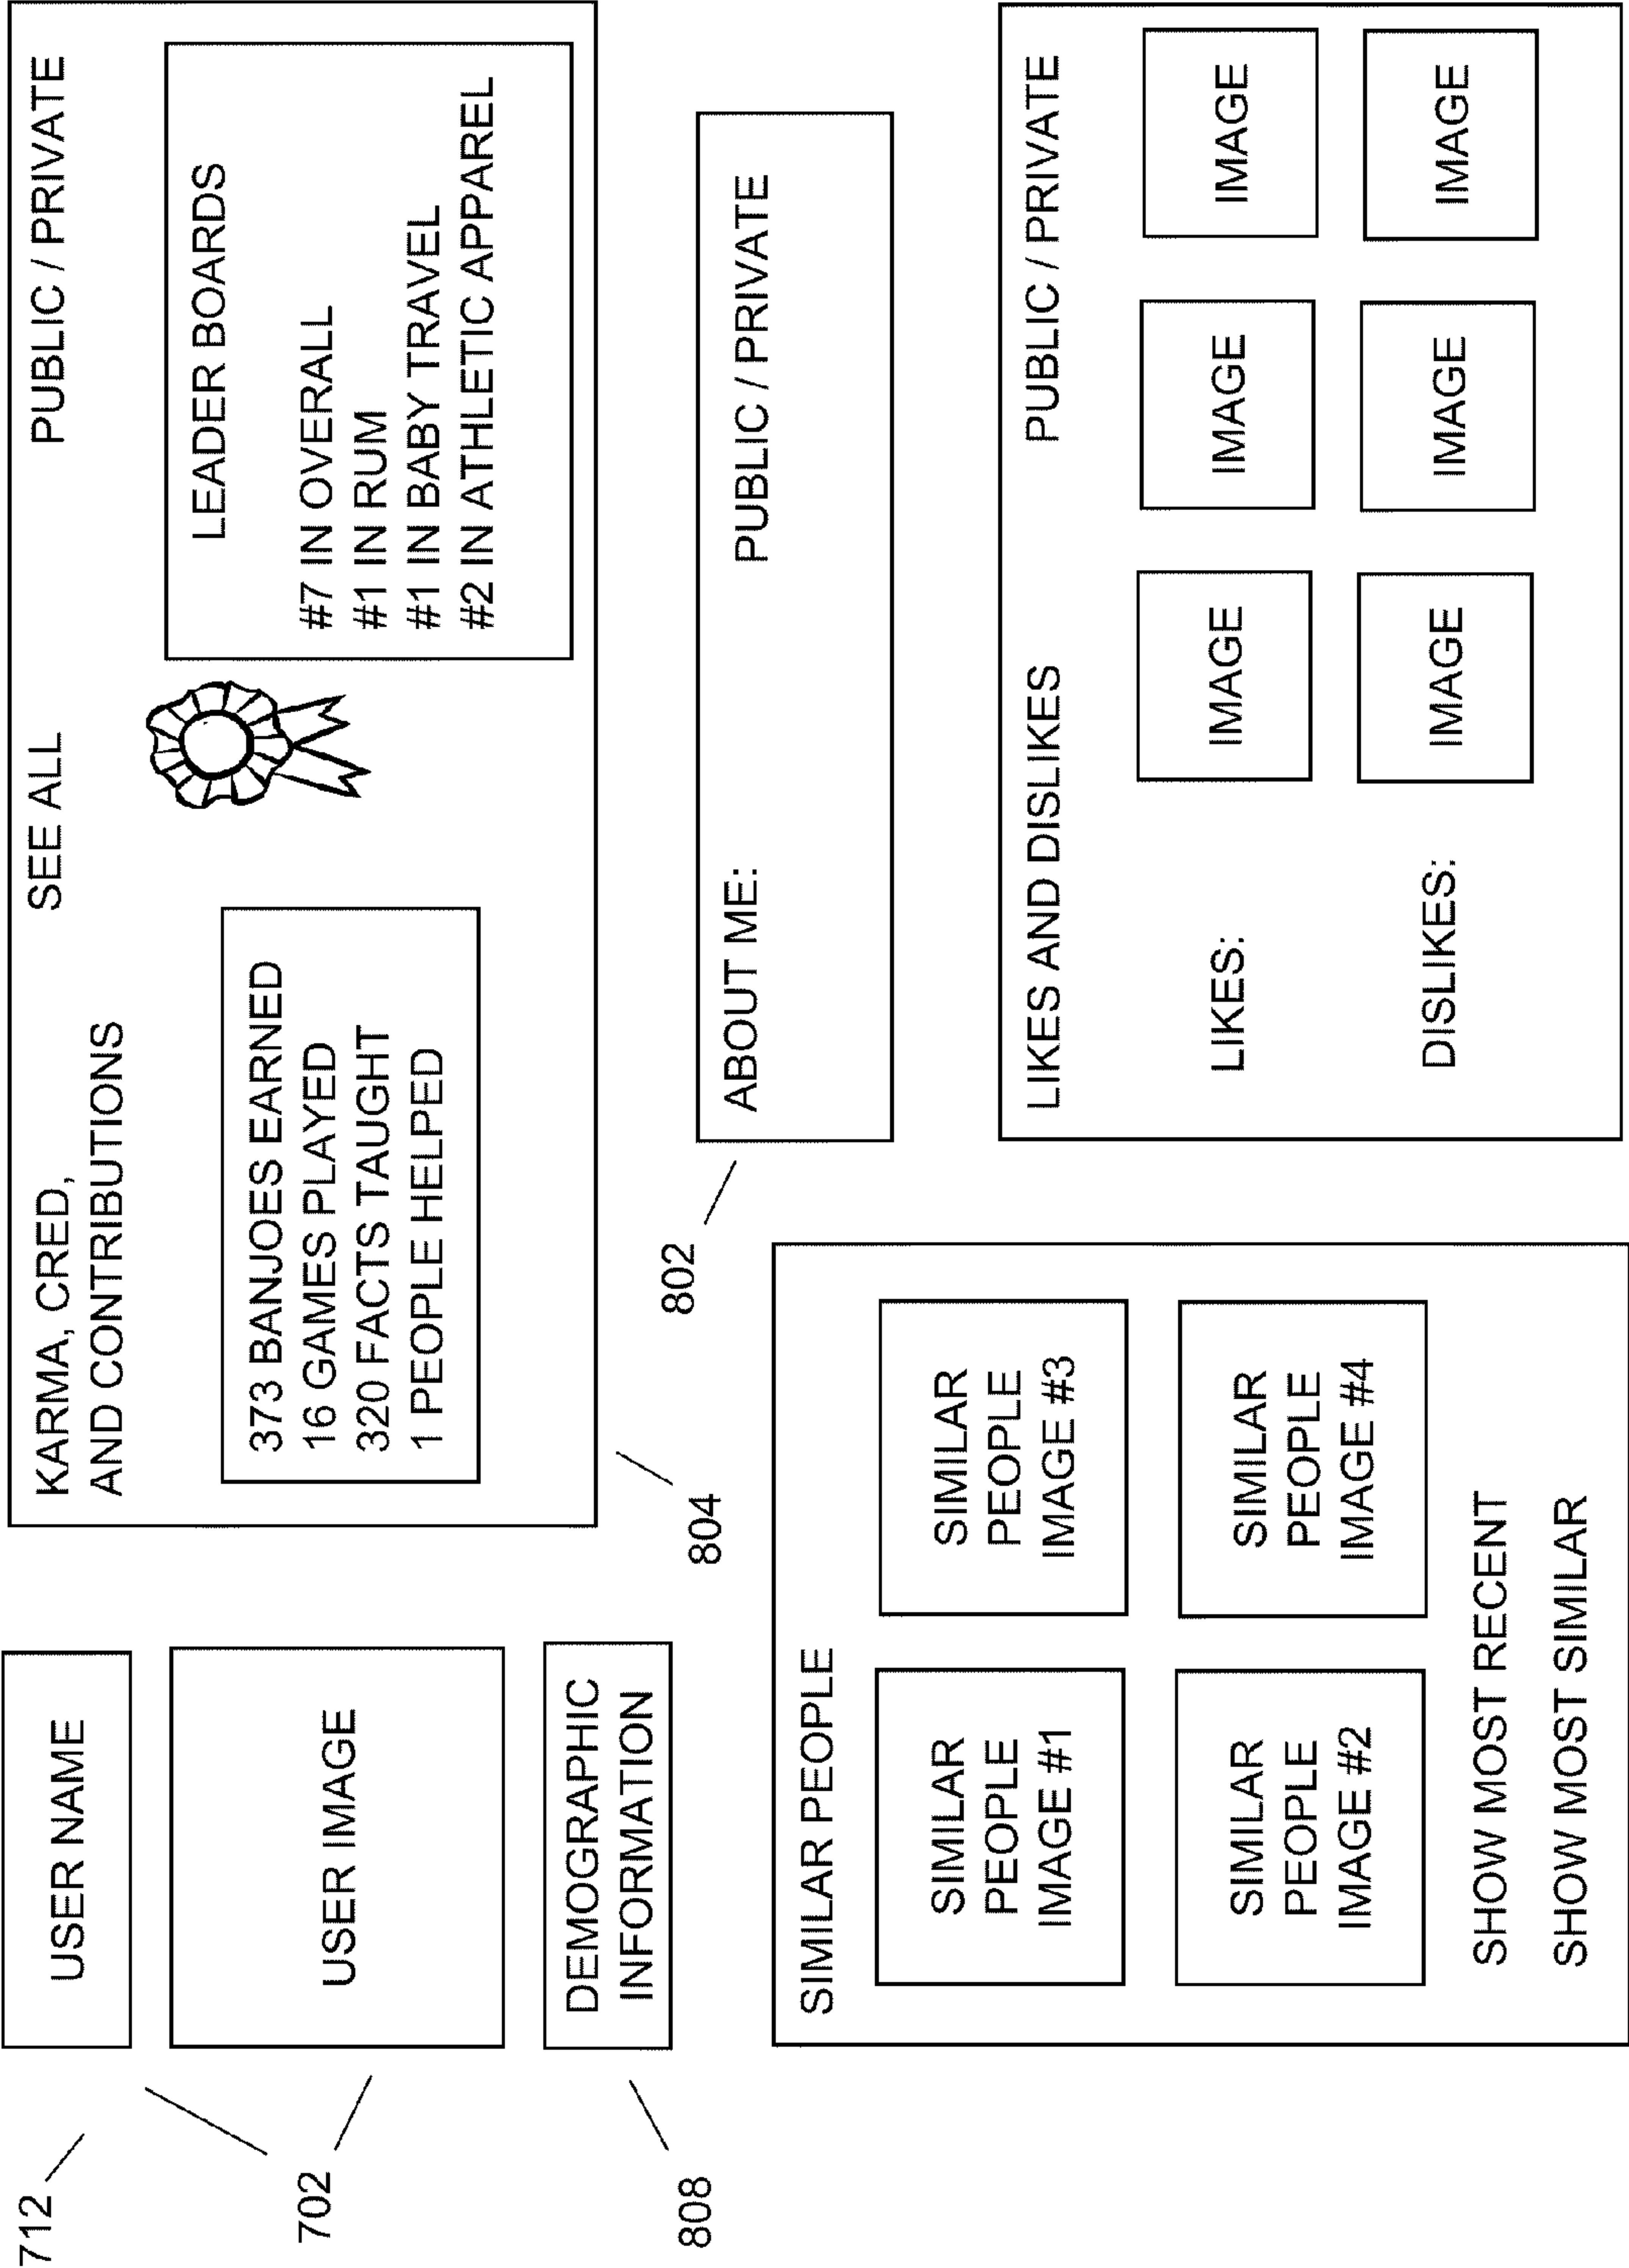 712
702
808
USER NAME
USER IMAGE
DEMOGRAPHIC
INFORMATION
KARMA, CRED,
AND CONTRIBUTIONS
SEE ALL
PUBLIC / PRIVATE
373 BANJOES EARNED
16 GAMES PLAYED
320 FACTS TAUGHT
1 PEOPLE HELPED
LEADER BOARDS
#7 IN OVERALL
#1 IN RUM
#1 IN BABY TRAVEL
#2 IN ATHLETIC APPAREL
804
802
ABOUT ME:
PUBLIC / PRIVATE
SIMILAR PEOPLE
SIMILAR
PEOPLE
IMAGE #1
SIMILAR
PEOPLE
IMAGE #3
SIMILAR
PEOPLE
IMAGE #2
SIMILAR
PEOPLE
IMAGE #4
SHOW MOST RECENT
SHOW MOST SIMILAR
LIKES AND DISLIKES
PUBLIC / PRIVATE
LIKES:
IMAGE
IMAGE
IMAGE
DISLIKES:
IMAGE
IMAGE
IMAGE